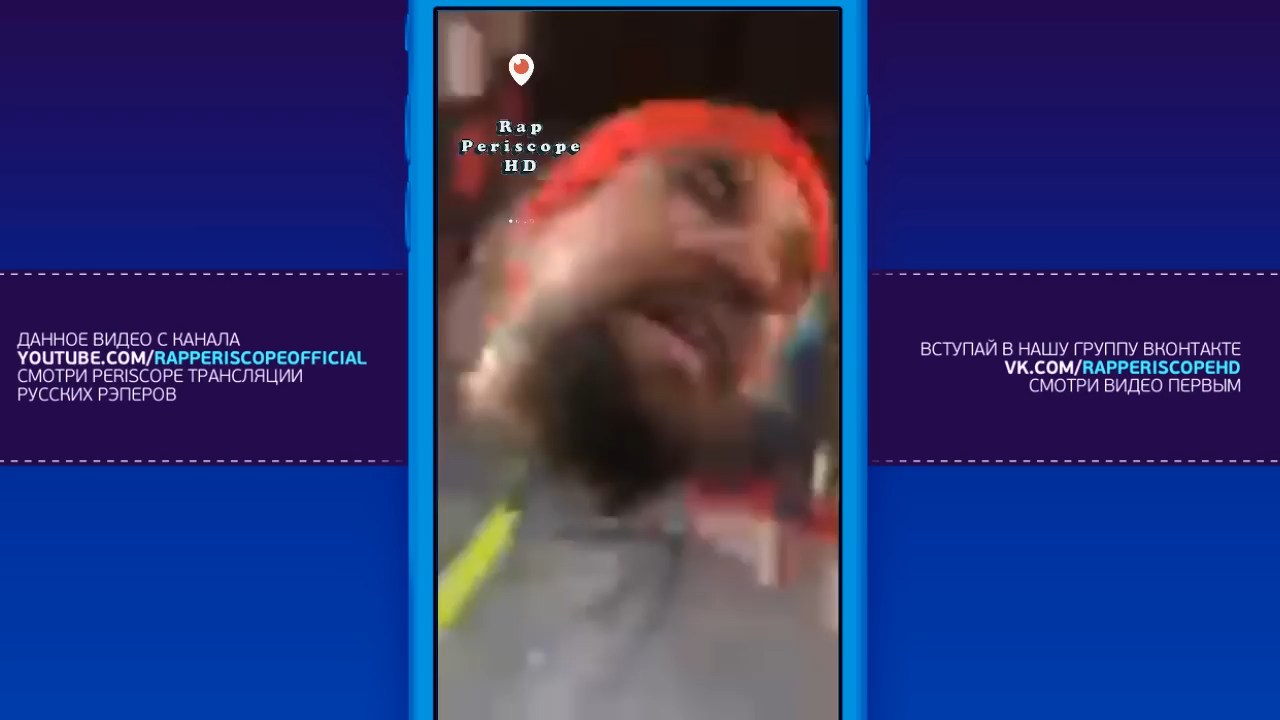 Rap
Periscope
HD
ДАННОЕ ВИДЕО С КАНАЛА
YOUTUBE.COM/RAPPERISCOPEOFFICIAL
СМОТРИ PERISCOPE ТРАНСЛЯЦИИ
РУССКИХ РЭПЕРОВ
ВСТУПАЙ В НАШУ ГРУППУ ВКОНТАКТЕ
VK.COM/RAPPERISCOPEHD
СМОТРИ ВИДЕО ПЕРВЫМ